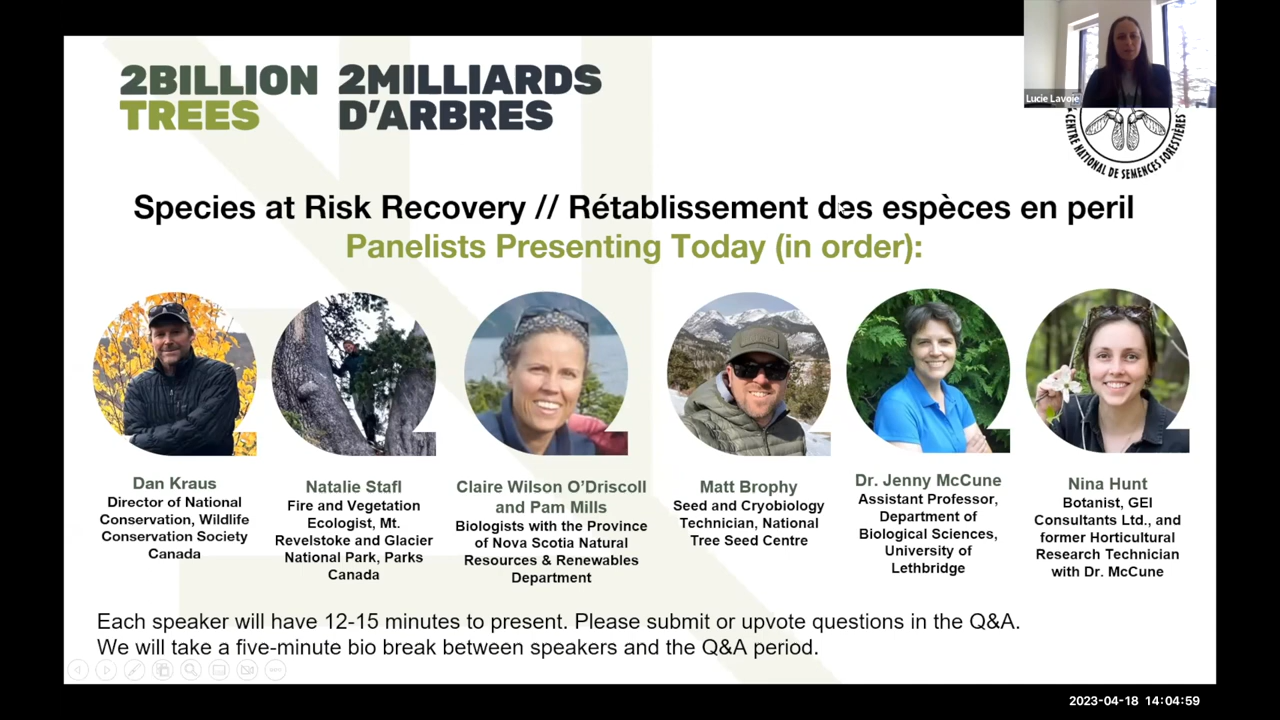 2BILLION TREES
2MILLIARDS D'ARBRES
Lucie Lavoie
CENTRE NATIONAL DE SEMENCES FORESTIÈRES
Species at Risk Recovery // Rétablissement des espèces en peril
Panelists Presenting Today (in order):
Dan Kraus
Director of National
Conservation, Wildlife
Conservation Society
Canada
Natalie Stafl
Fire and Vegetation
Ecologist, Mt.
Revelstoke and Glacier
National Park, Parks
Canada
Claire Wilson O'Driscoll
and Pam Mills
Biologists with the Province
of Nova Scotia Natural
Resources & Renewables
Department
Matt Brophy
Seed and Cryobiology
Technician, National
Tree Seed Centre
Dr. Jenny McCune
Assistant Professor,
Department of
Biological Sciences,
University of
Lethbridge
Nina Hunt
Botanist, GEI
Consultants Ltd., and
former Horticultural
Research Technician
with Dr. McCune
Each speaker will have 12-15 minutes to present. Please submit or upvote questions in the Q&A.
We will take a five-minute bio break between speakers and the Q&A period.
2023-04-18 14:04:59